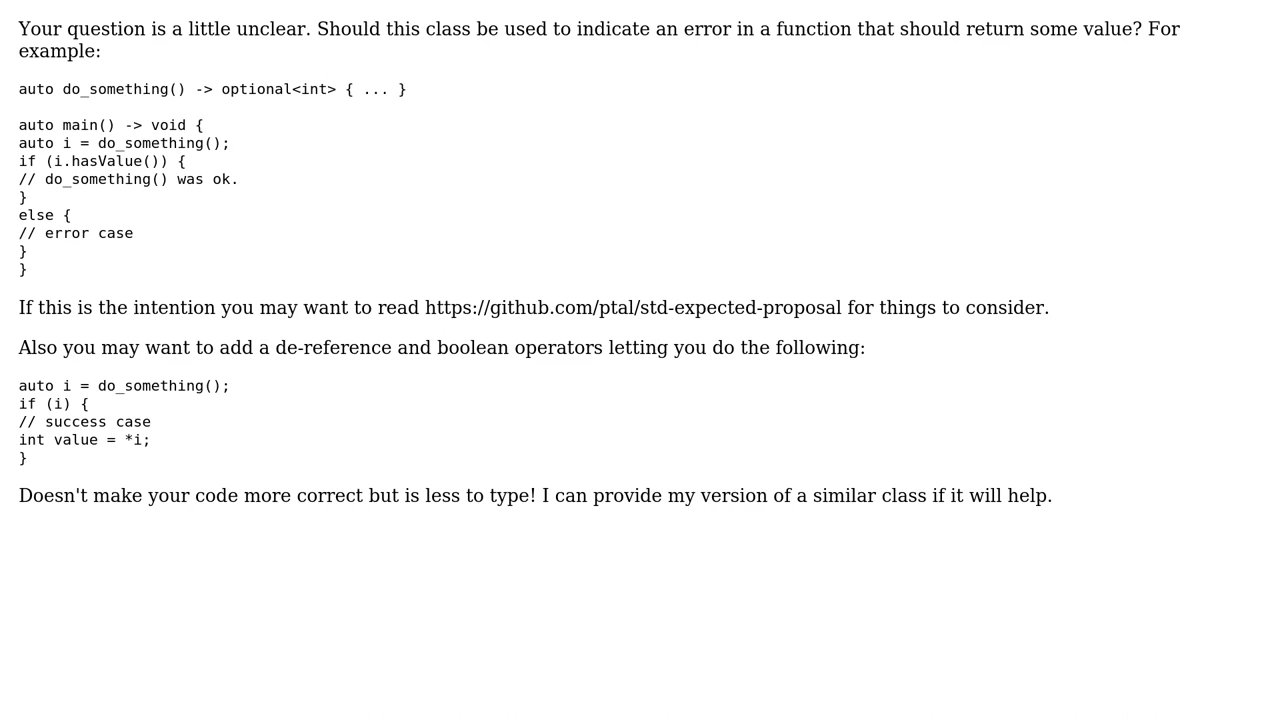 Your question is a little unclear. Should this class be used to indicate an error in a function that should return some value? For
example:
auto do_something() -> optional<int> { ... }
auto main() -> void {
auto i = do_something();
if (i.hasValue()) {
// do_something() was ok.
}
else {
// error case
}
}
If this is the intention you may want to read https://github.com/ptal/std-expected-proposal for things to consider.
Also you may want to add a de-reference and boolean operators letting you do the following:
auto i = do_something();
if (i) {
// success case
int value = *i;
}
Doesn't make your code more correct but is less to type! I can provide my version of a similar class if it will help.